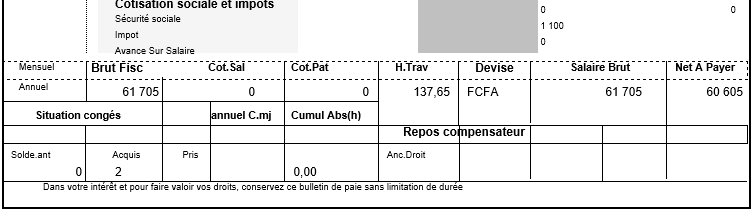 Cotisation sociale et impots
Sécurité sociale 0 0
Impot 1 100
Avance Sur Salaire 0
Mensuel Brut Fisc Cot.Sal Cot.Pat H.Trav Devise Salaire Brut Net A Payer
Annuel 61 705 0 0 137,65 FCFA 61 705 60 605
Situation congés annuel C.mj Cumul Abs(h)
Repos compensateur
Solde.ant Acquis Pris Anc.Droit
0 2 0,00
Dans votre intérêt et pour faire valoir vos droits, conservez ce bulletin de paie sans limitation de durée